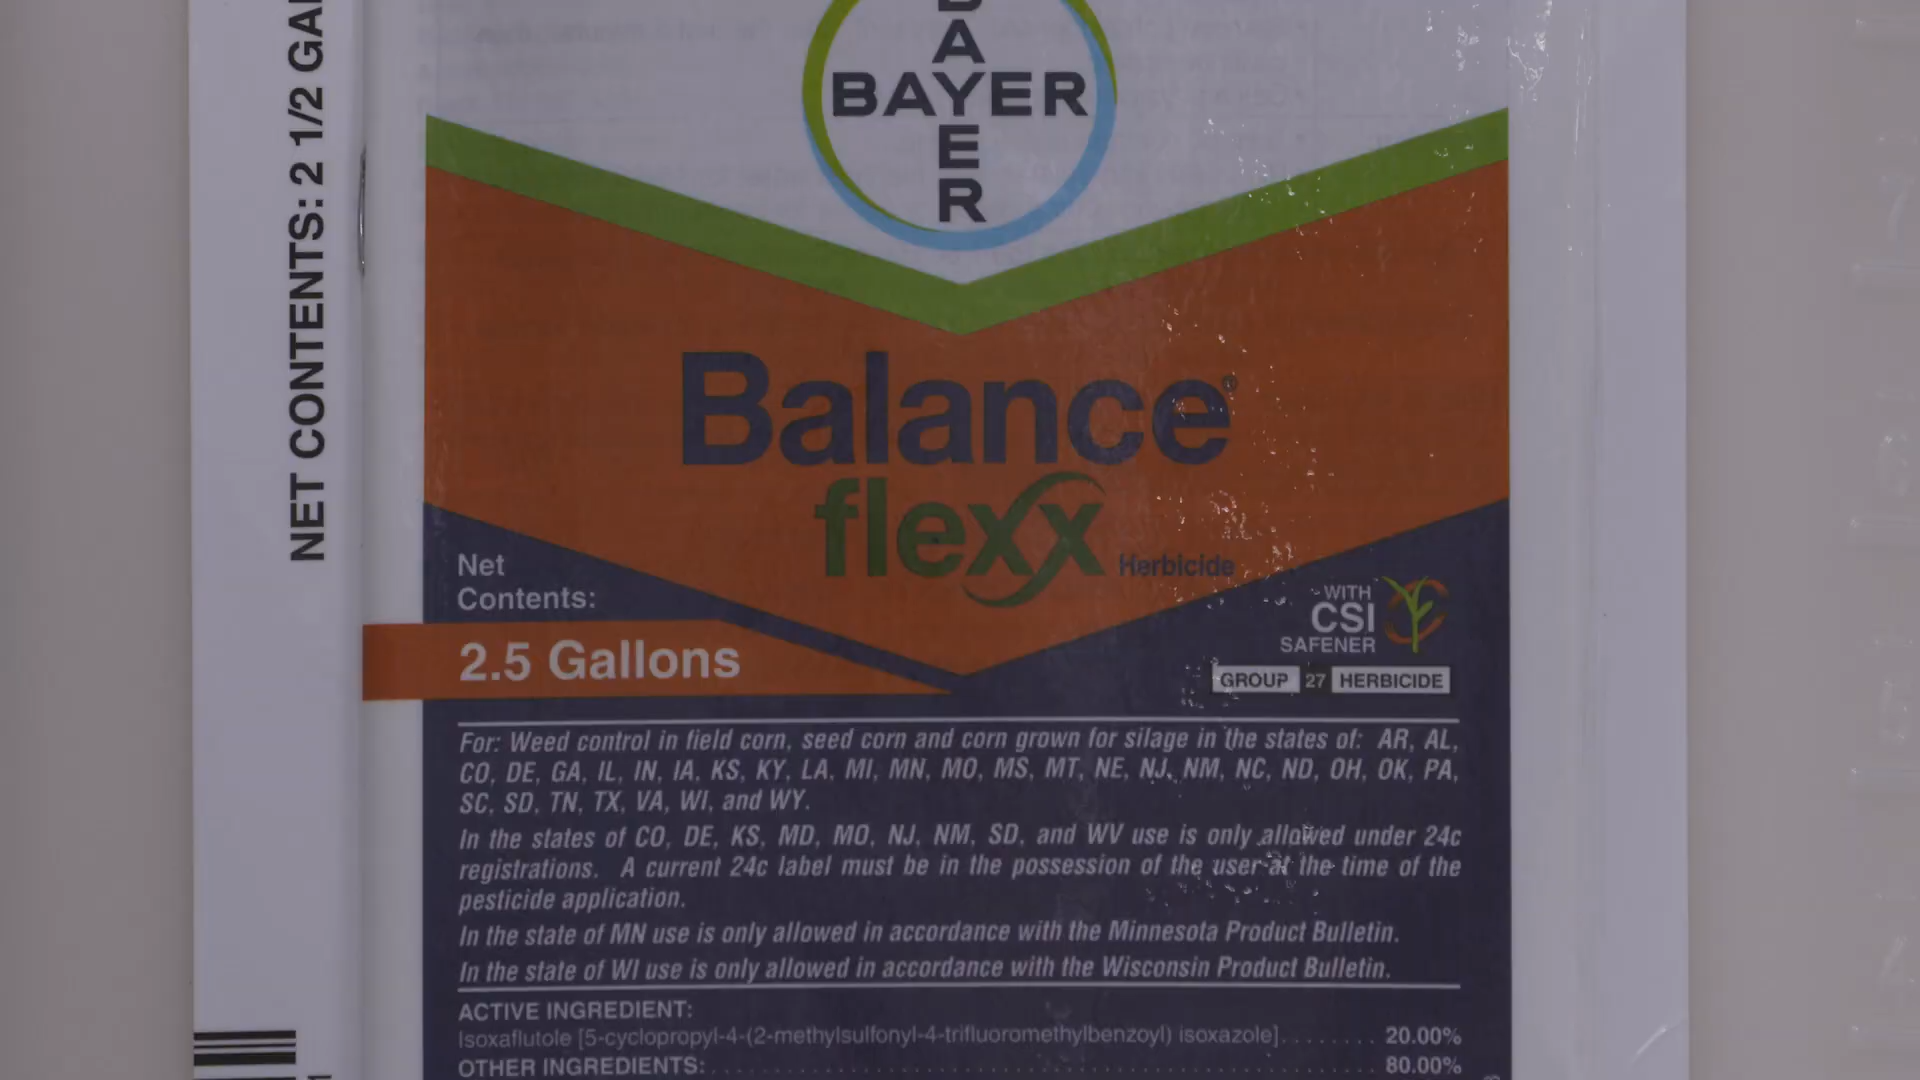 NET CONTENTS: 2 1/2
BAYER
BAYER
Balance®
flexx
Herbicide
Net
Contents:
2.5 Gallons
WITH
CSI
SAFENER
GROUP 27 HERBICIDE
For: Weed control in field corn, seed corn and corn grown for silage in the states of: AR, AL,
CO, DE, GA, IL, IN, IA, KS, KY, LA, MI, MN, MO, MS, MT, NE, NJ, NM, NC, ND, OH, OK, PA,
SC, SD, TN, TX, VA, WI, and WY.
In the states of CO, DE, KS, MD, MO, NJ, NM, SD, and WV use is only allowed under 24c
registrations. A current 24c label must be in the possession of the user at the time of the
pesticide application.
In the state of MN use is only allowed in accordance with the Minnesota Product Bulletin.
In the state of WI use is only allowed in accordance with the Wisconsin Product Bulletin.
ACTIVE INGREDIENT:
Isoxaflutole [5-cyclopropyl-4-(2-methylsulfonyl-4-trifluoromethylbenzoyl) isoxazole]........ 20.00%
OTHER INGREDIENTS: ........ 80.00%
7
6
5
4